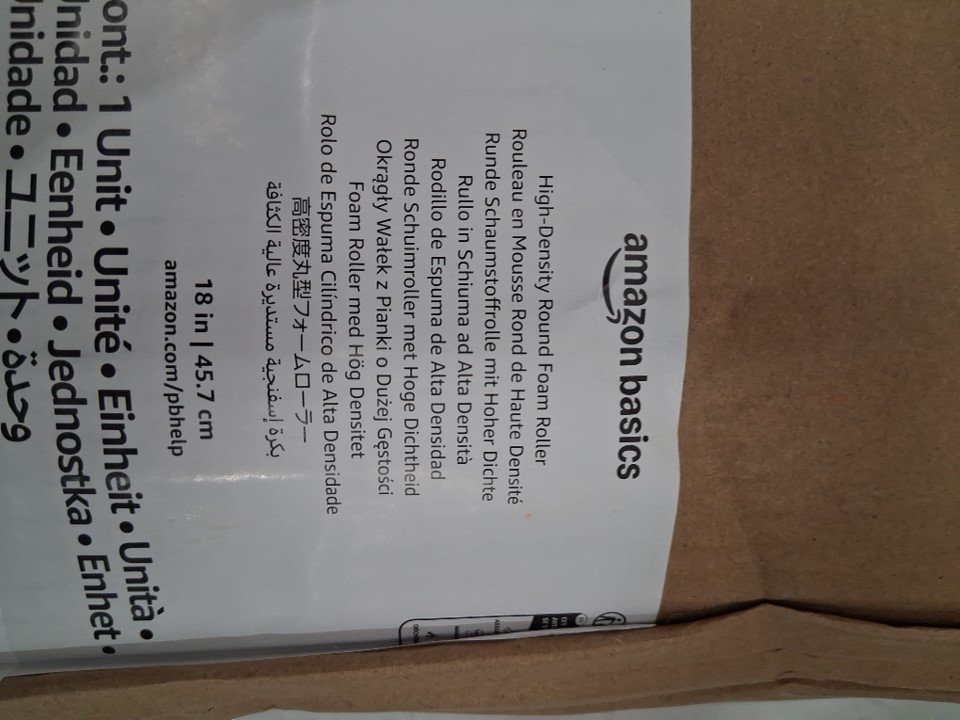 amazon basics
High-Density Round Foam Roller
Rouleau en Mousse Rond de Haute Densité
Runde Schaumstoffrolle mit Hoher Dichte
Rullo in Schiuma ad Alta Densità
Rodillo de Espuma de Alta Densidad
Ronde Schuimroller met Hoge Dichtheid
Okrągły Wałek z Pianki o Dużej Gęstości
Foam Roller med Hög Densitet
Rolo de Espuma Cilíndrico de Alta Densidade
高密度丸型フォームローラー
بكرة إسفنجية مستديرة عالية الكثافة
18 in | 45.7 cm
amazon.com/pbhelp
ont.: 1 Unit • Unité • Einheit • Unità •
nidad • Eenheid • Jednostka • Enhet •
nidade • ユニット • وحدة